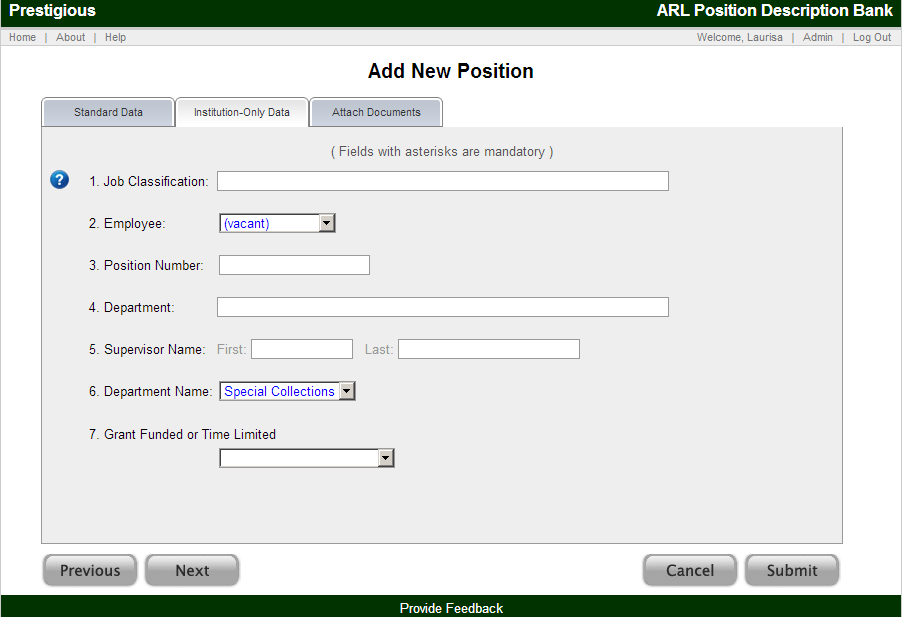 Prestigious ARL Position Description Bank
Home | About | Help Welcome, Laurisa | Admin | Log Out
Add New Position
Standard Data Institution-Only Data Attach Documents
( Fields with asterisks are mandatory )
? 1. Job Classification:
2. Employee: (vacant)
3. Position Number:
4. Department:
5. Supervisor Name: First: Last:
6. Department Name: Special Collections
7. Grant Funded or Time Limited
Previous Next Cancel Submit
Provide Feedback